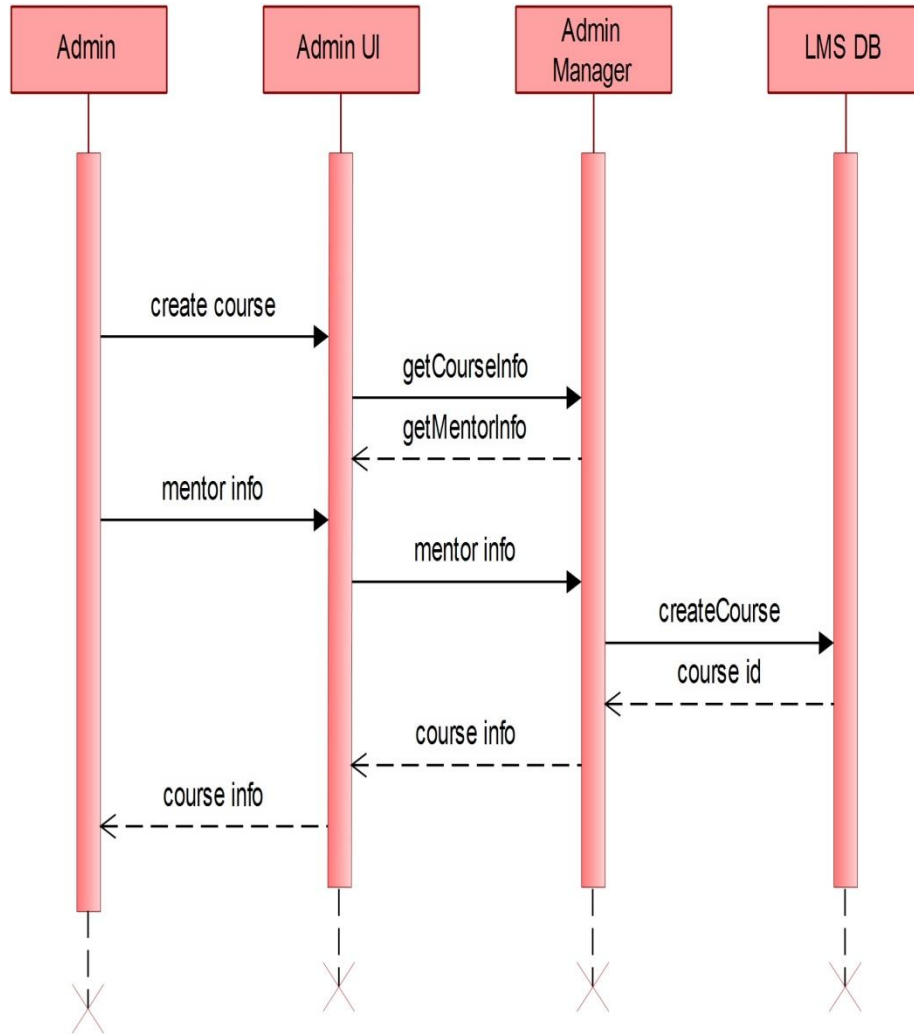 Admin
Admin UI
Admin
Manager
LMS DB
create course
getCourseInfo
getMentorInfo
mentor info
mentor info
createCourse
course id
course info
course info